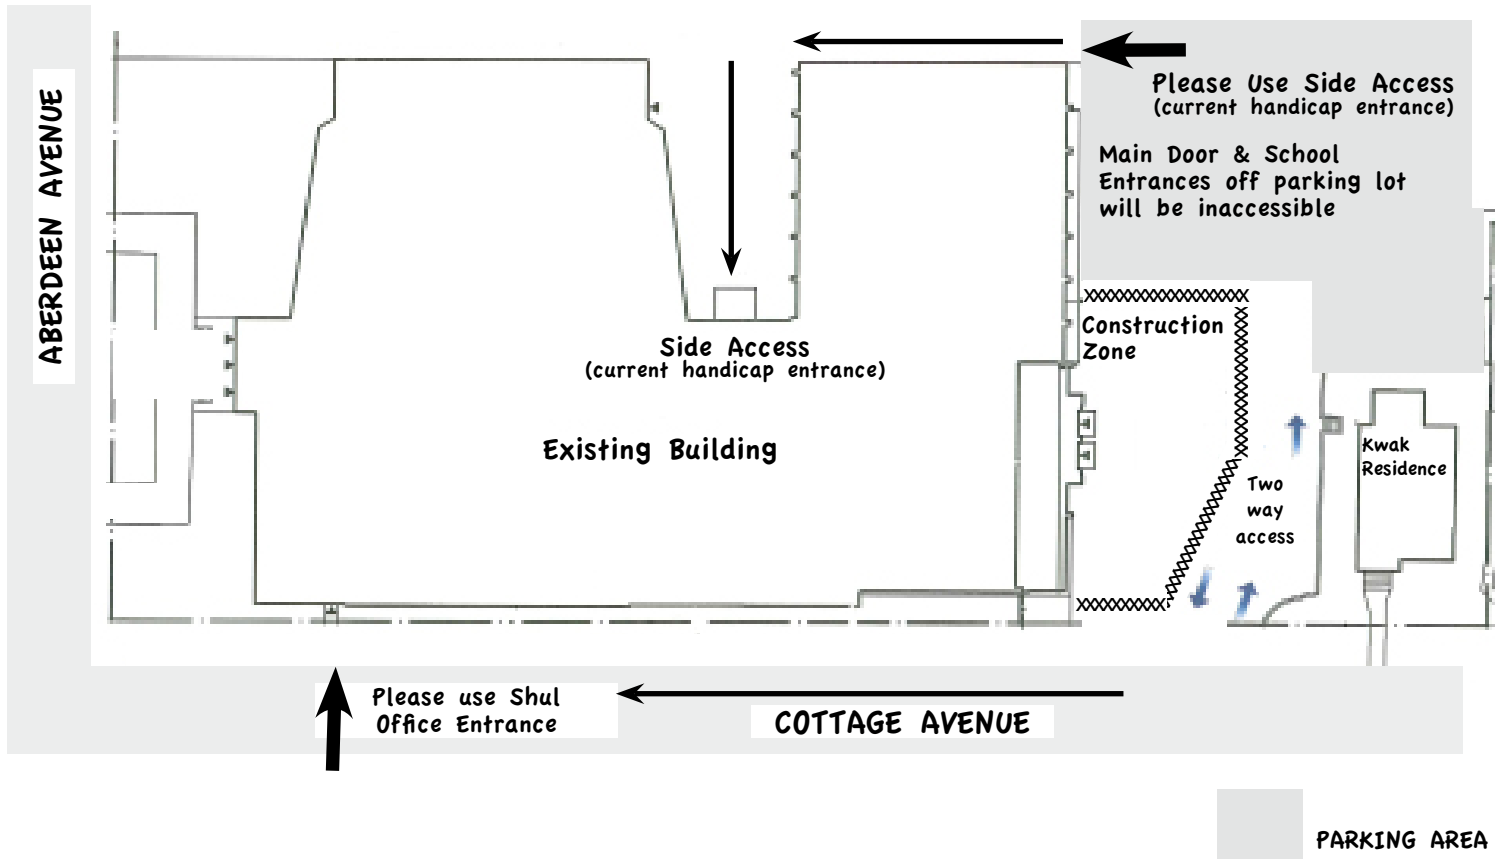 ABERDEEN AVENUE
Please Use Side Access
(current handicap entrance)
Main Door & School
Entrances off parking lot
will be inaccessible
Construction
Zone
Side Access
(current handicap entrance)
Existing Building
Kwak
Residence
Two
way
access
Please use Shul
Office Entrance
COTTAGE AVENUE
PARKING AREA